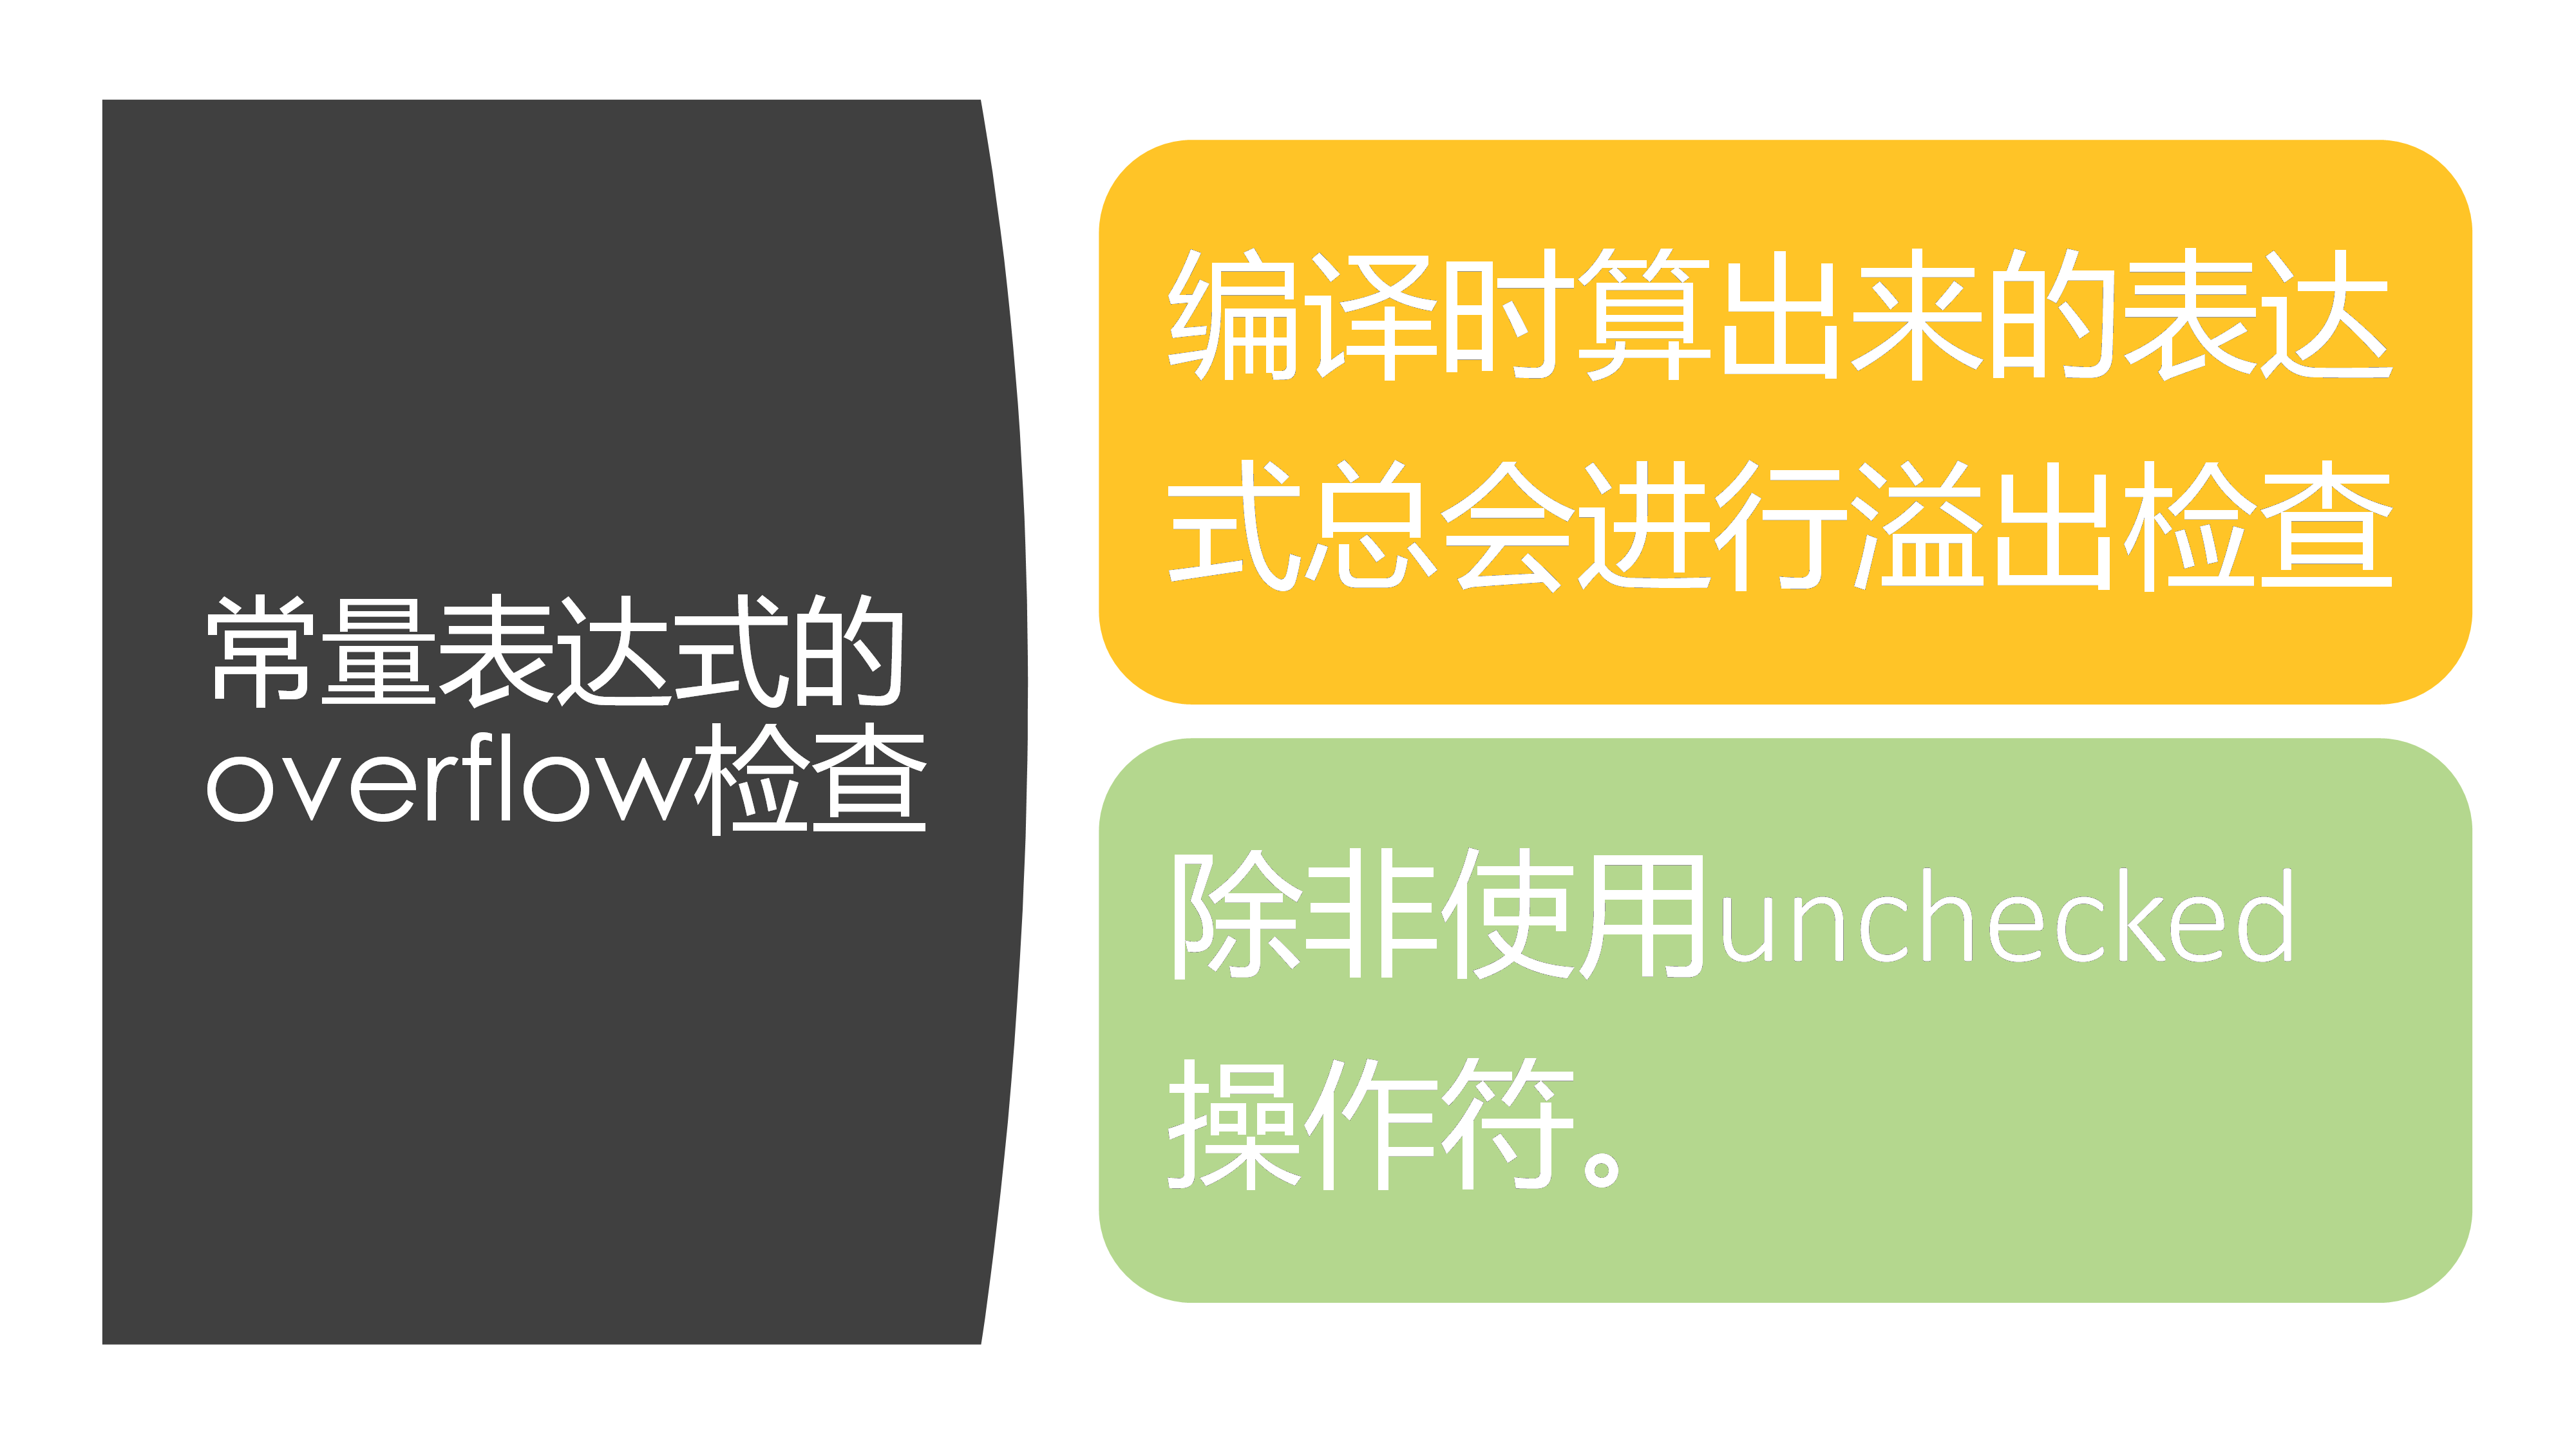 常量表达式的
overflow检查
编译时算出来的表达
式总会进行溢出检查
除非使用unchecked
操作符。